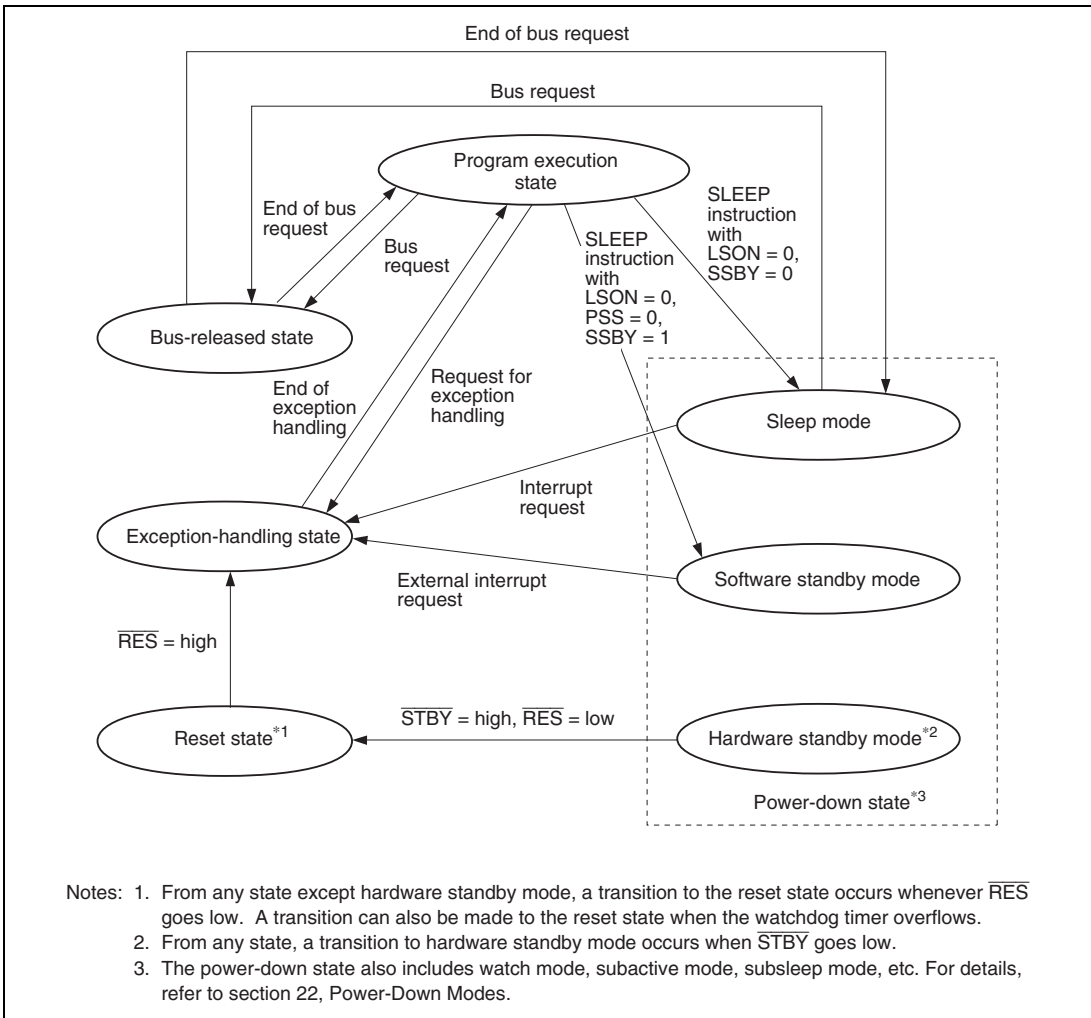 End of bus request
Bus request
Program execution
state
End of bus
request
Bus
request
SLEEP
instruction
with
LSON = 0,
PSS = 0,
SSBY = 1
SLEEP
instruction
with
LSON = 0,
SSBY = 0
Bus-released state
End of
exception
handling
Request for
exception
handling
Sleep mode
Interrupt
request
Exception-handling state
External interrupt
request
Software standby mode
R̅E̅S̅ = high
S̅T̅B̅Y̅ = high, R̅E̅S̅ = low
Reset state*1
Hardware standby mode*2
Power-down state*3
Notes: 1. From any state except hardware standby mode, a transition to the reset state occurs whenever R̅E̅S̅
goes low. A transition can also be made to the reset state when the watchdog timer overflows.
2. From any state, a transition to hardware standby mode occurs when S̅T̅B̅Y̅ goes low.
3. The power-down state also includes watch mode, subactive mode, subsleep mode, etc. For details,
refer to section 22, Power-Down Modes.